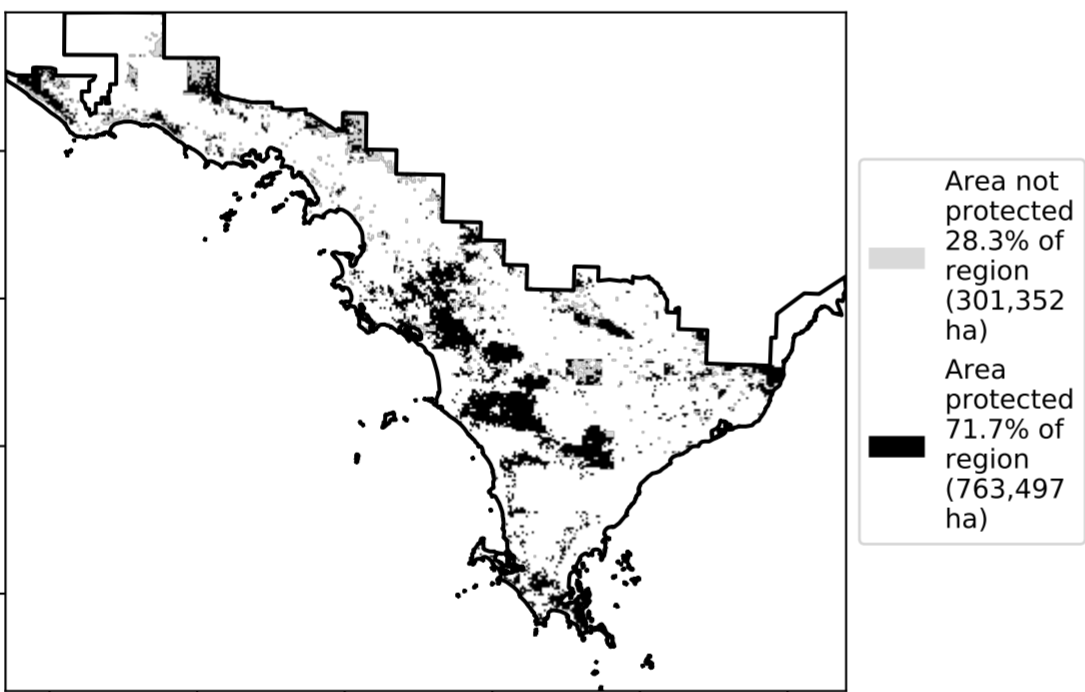 Area not
protected
28.3% of
region
(301,352
ha)
Area
protected
71.7% of
region
(763,497
ha)